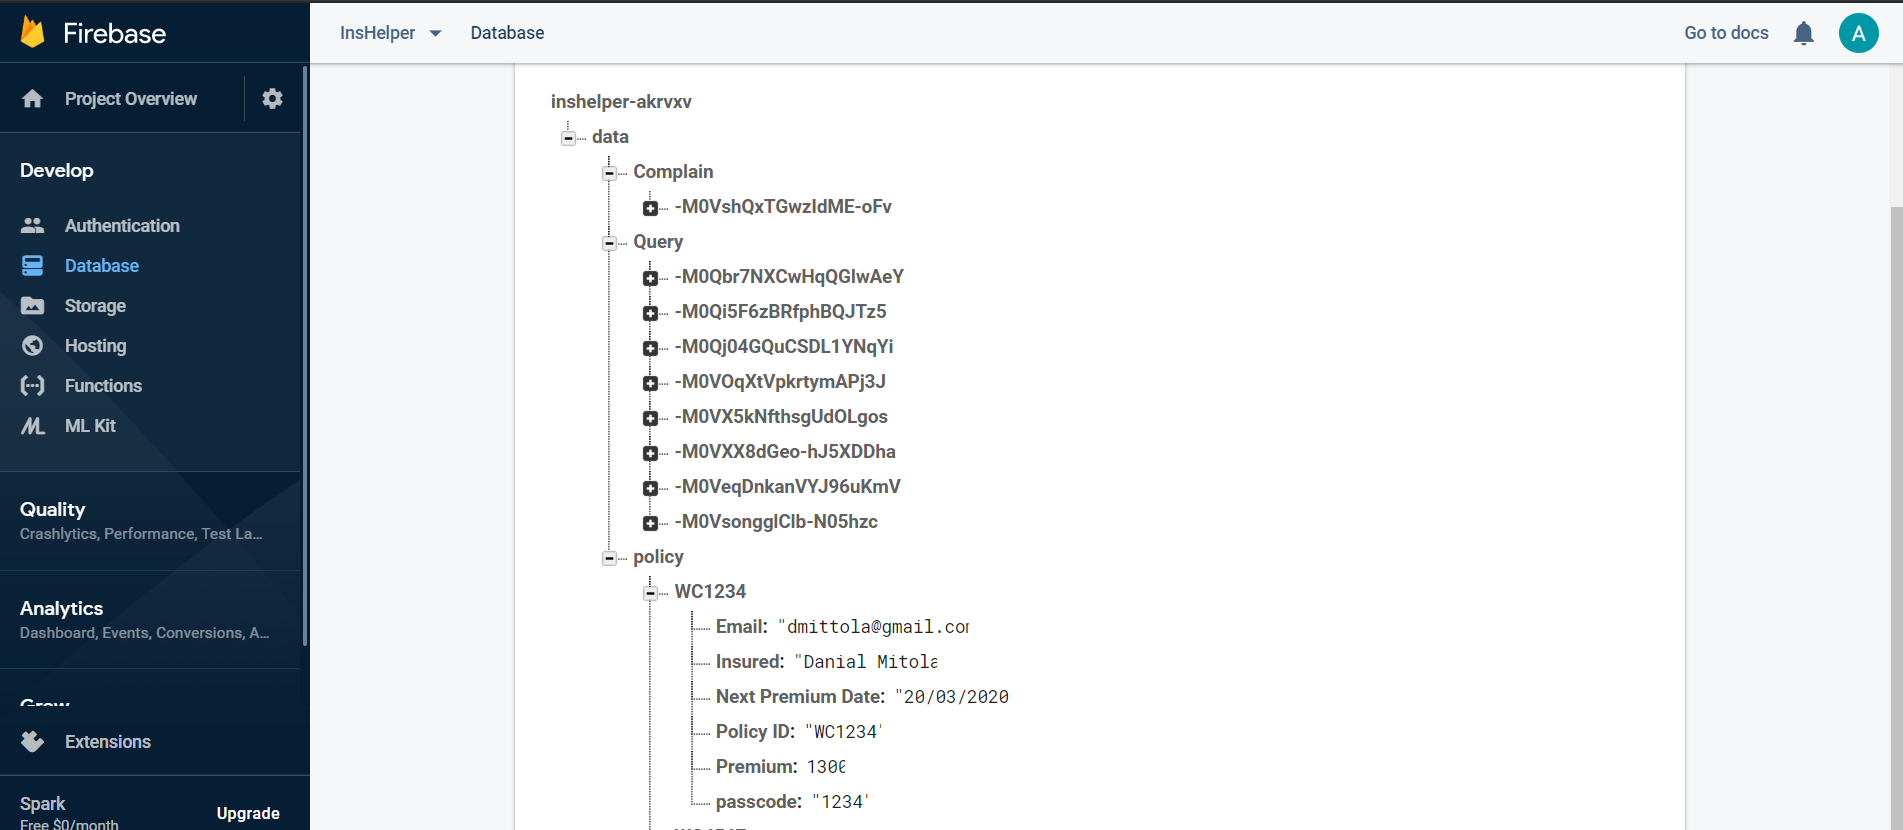 Firebase
InsHelper
Database
Go to docs
A
Project Overview
Develop
Authentication
Database
Storage
Hosting
Functions
ML Kit
Quality
Crashlytics, Performance, Test La...
Analytics
Dashboard, Events, Conversions, A...
Grow
Extensions
Spark
Free $0/month
Upgrade
inshelper-akrvxv
data
Complain
-M0VshQxTGwzIdME-oFv
Query
-M0Qbr7NXCwHqQGlwAeY
-M0Qi5F6zBRfphBQJTz5
-M0Qj04GQuCSDL1YNqYi
-M0VOqXtVpkrtymAPj3J
-M0VX5kNfthsgUdOLgos
-M0VXX8dGeo-hJ5XDDha
-M0VeqDnkanVYJ96uKmV
-M0VsongglClb-N05hzc
policy
WC1234
Email: "dmittola@gmail.com
Insured: "Danial Mitola
Next Premium Date: "20/03/2020
Policy ID: "WC1234"
Premium: 1300
passcode: "1234"